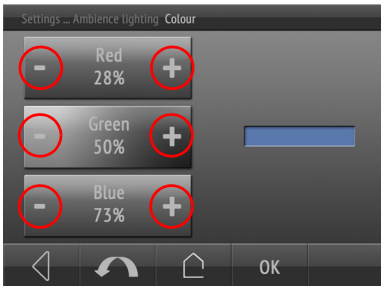 Settings ... Ambience lighting Colour
- Red +
28%
- Green +
50%
- Blue +
73%
OK